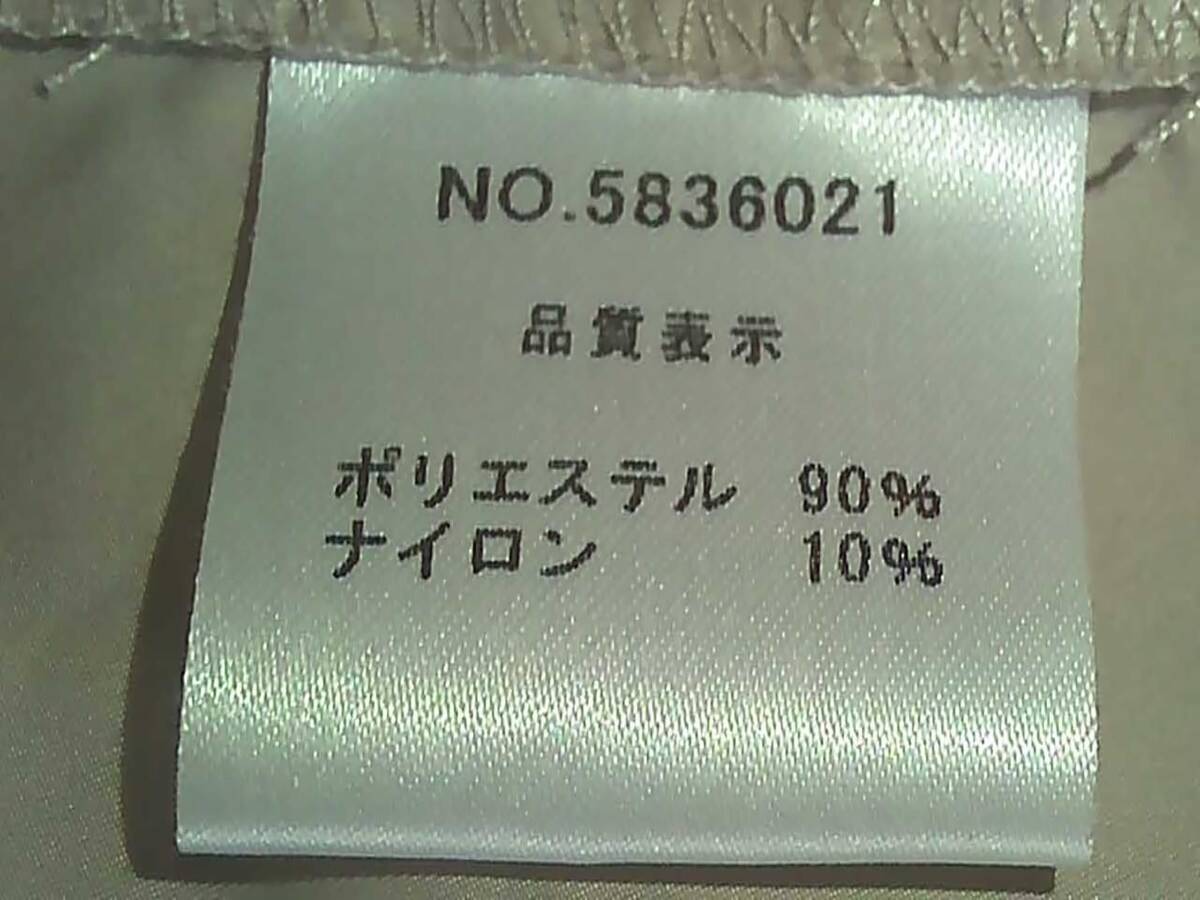 NO.5836021
品質表示
ポリエステル 90%
ナイロン 10%